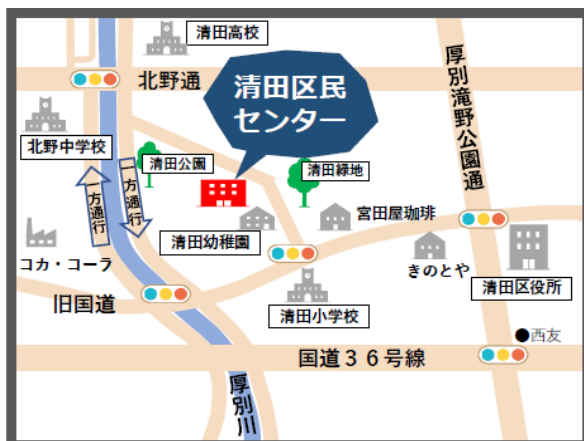 清田高校
北野通
清田区民
センター
厚別滝野公園通
北野中学校
清田公園
清田緑地
一方通行
一方通行
宮田屋珈琲
清田幼稚園
コカ・コーラ
きのとや
清田区役所
旧国道
清田小学校
●西友
国道36号線
厚別川